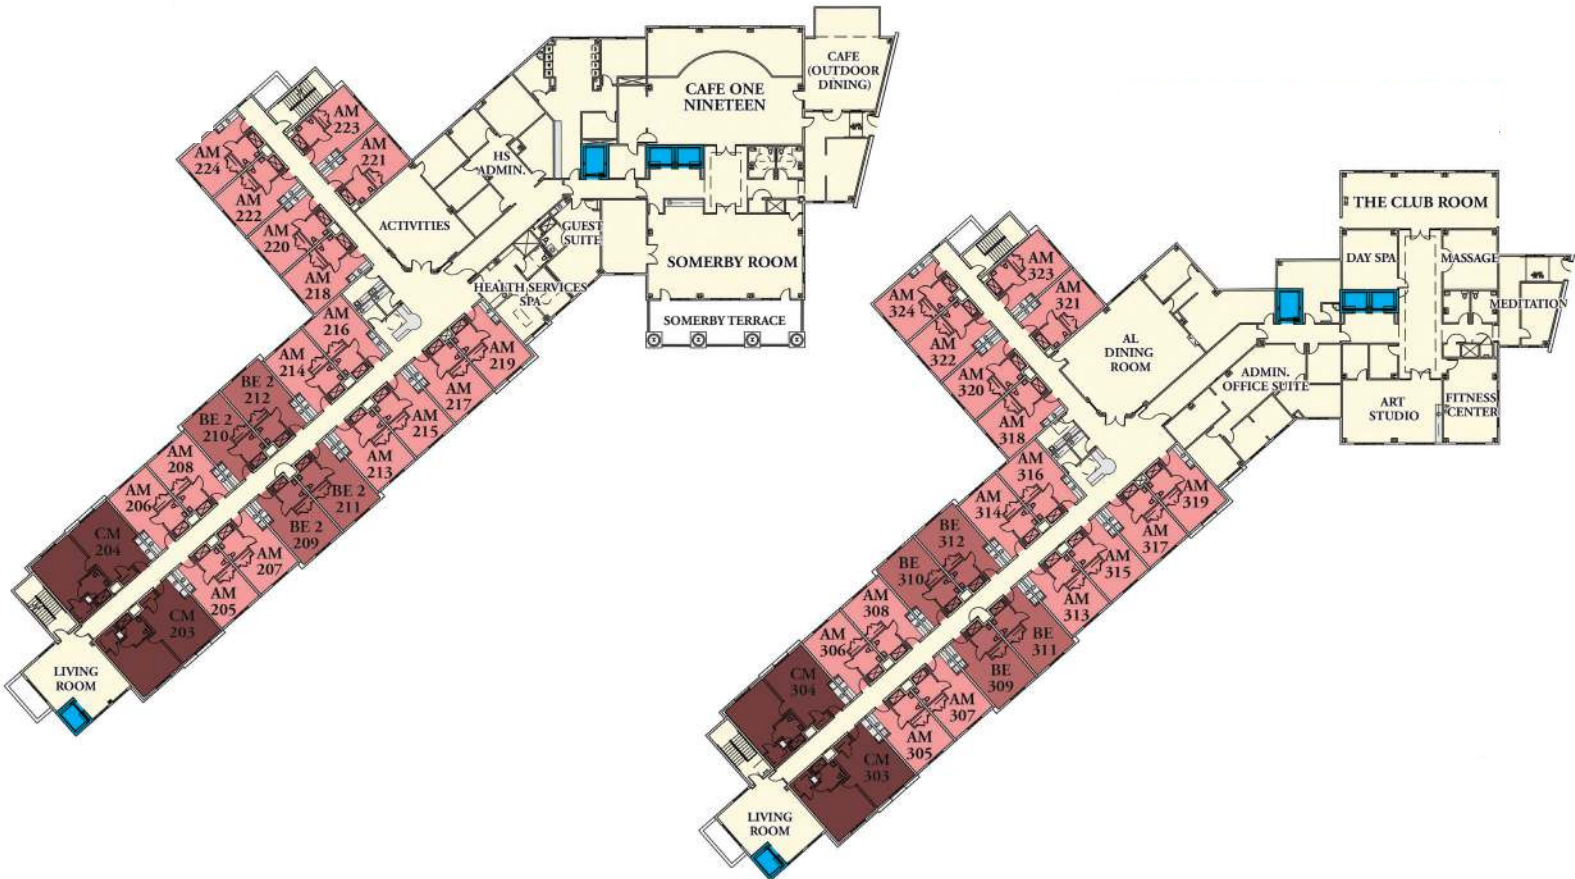 CAFE
(OUTDOOR
DINING)
CAFE ONE
NINETEEN
AM
223
AM
221
AM
224
AM
222
AM
220
AM
218
HS
ADMIN.
ACTIVITIES
GUEST
SUITE
SOMERBY ROOM
HEALTH SERVICES
SPA
SOMERBY TERRACE
AM
216
AM
214
BE 2
212
BE 2
210
AM
208
AM
206
CM
204
AM
219
AM
217
AM
215
AM
213
BE 2
211
BE 2
209
AM
207
AM
205
CM
203
LIVING
ROOM
THE CLUB ROOM
DAY SPA
MASSAGE
MEDITATION
AM
323
AM
321
AM
324
AM
322
AM
320
AM
318
AL
DINING
ROOM
ADMIN.
OFFICE SUITE
ART
STUDIO
FITNESS
CENTER
AM
316
AM
314
BE
312
BE
310
AM
308
AM
306
CM
304
AM
319
AM
317
AM
315
AM
313
BE
311
BE
309
AM
307
AM
305
CM
303
LIVING
ROOM